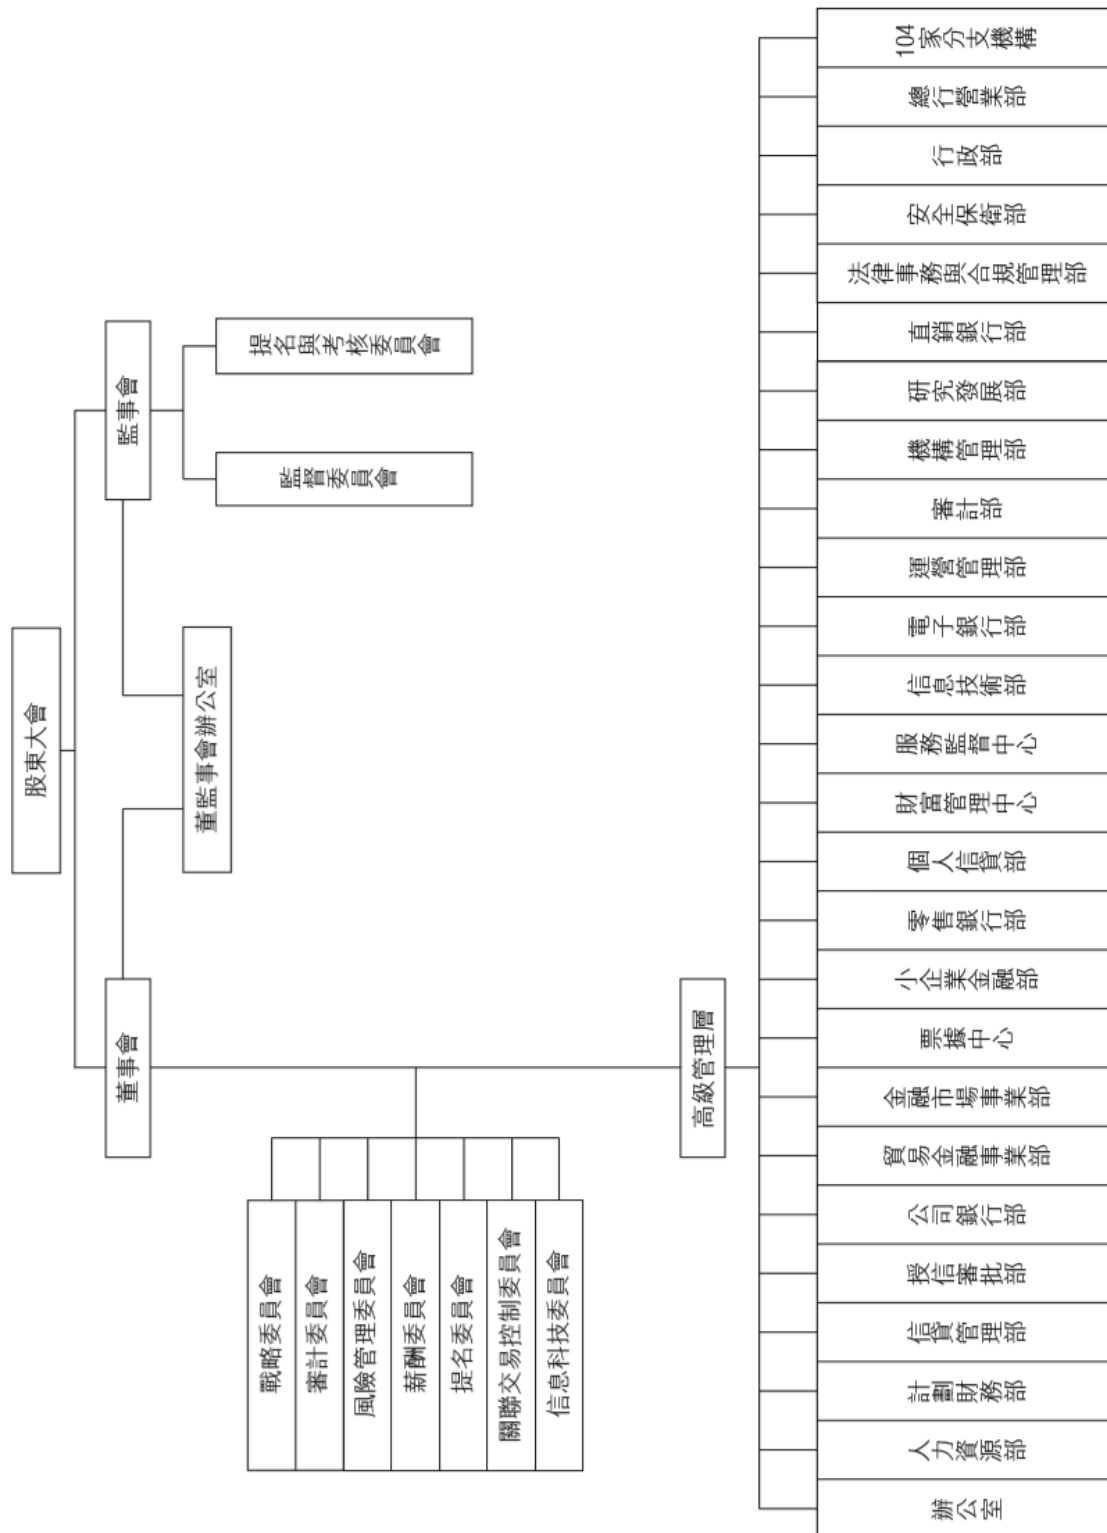 股東大會
董事會
監事會
董監事會辦公室
監督委員會
提名與考核委員會
戰略委員會
審計委員會
風險管理委員會
薪酬委員會
提名委員會
關聯交易控制委員會
信息科技委員會
高級管理層
辦公室
人力資源部
計劃財務部
信貸管理部
授信審批部
公司銀行部
貿易金融事業部
金融市場事業部
票據中心
小企業金融部
零售銀行部
個人信貸部
財富管理中心
服務監督中心
信息技術部
電子銀行部
運營管理部
審計部
機構管理部
研究發展部
直銷銀行部
法律事務與合規管理部
安全保衛部
行政部
總行營業部
104家分支機構